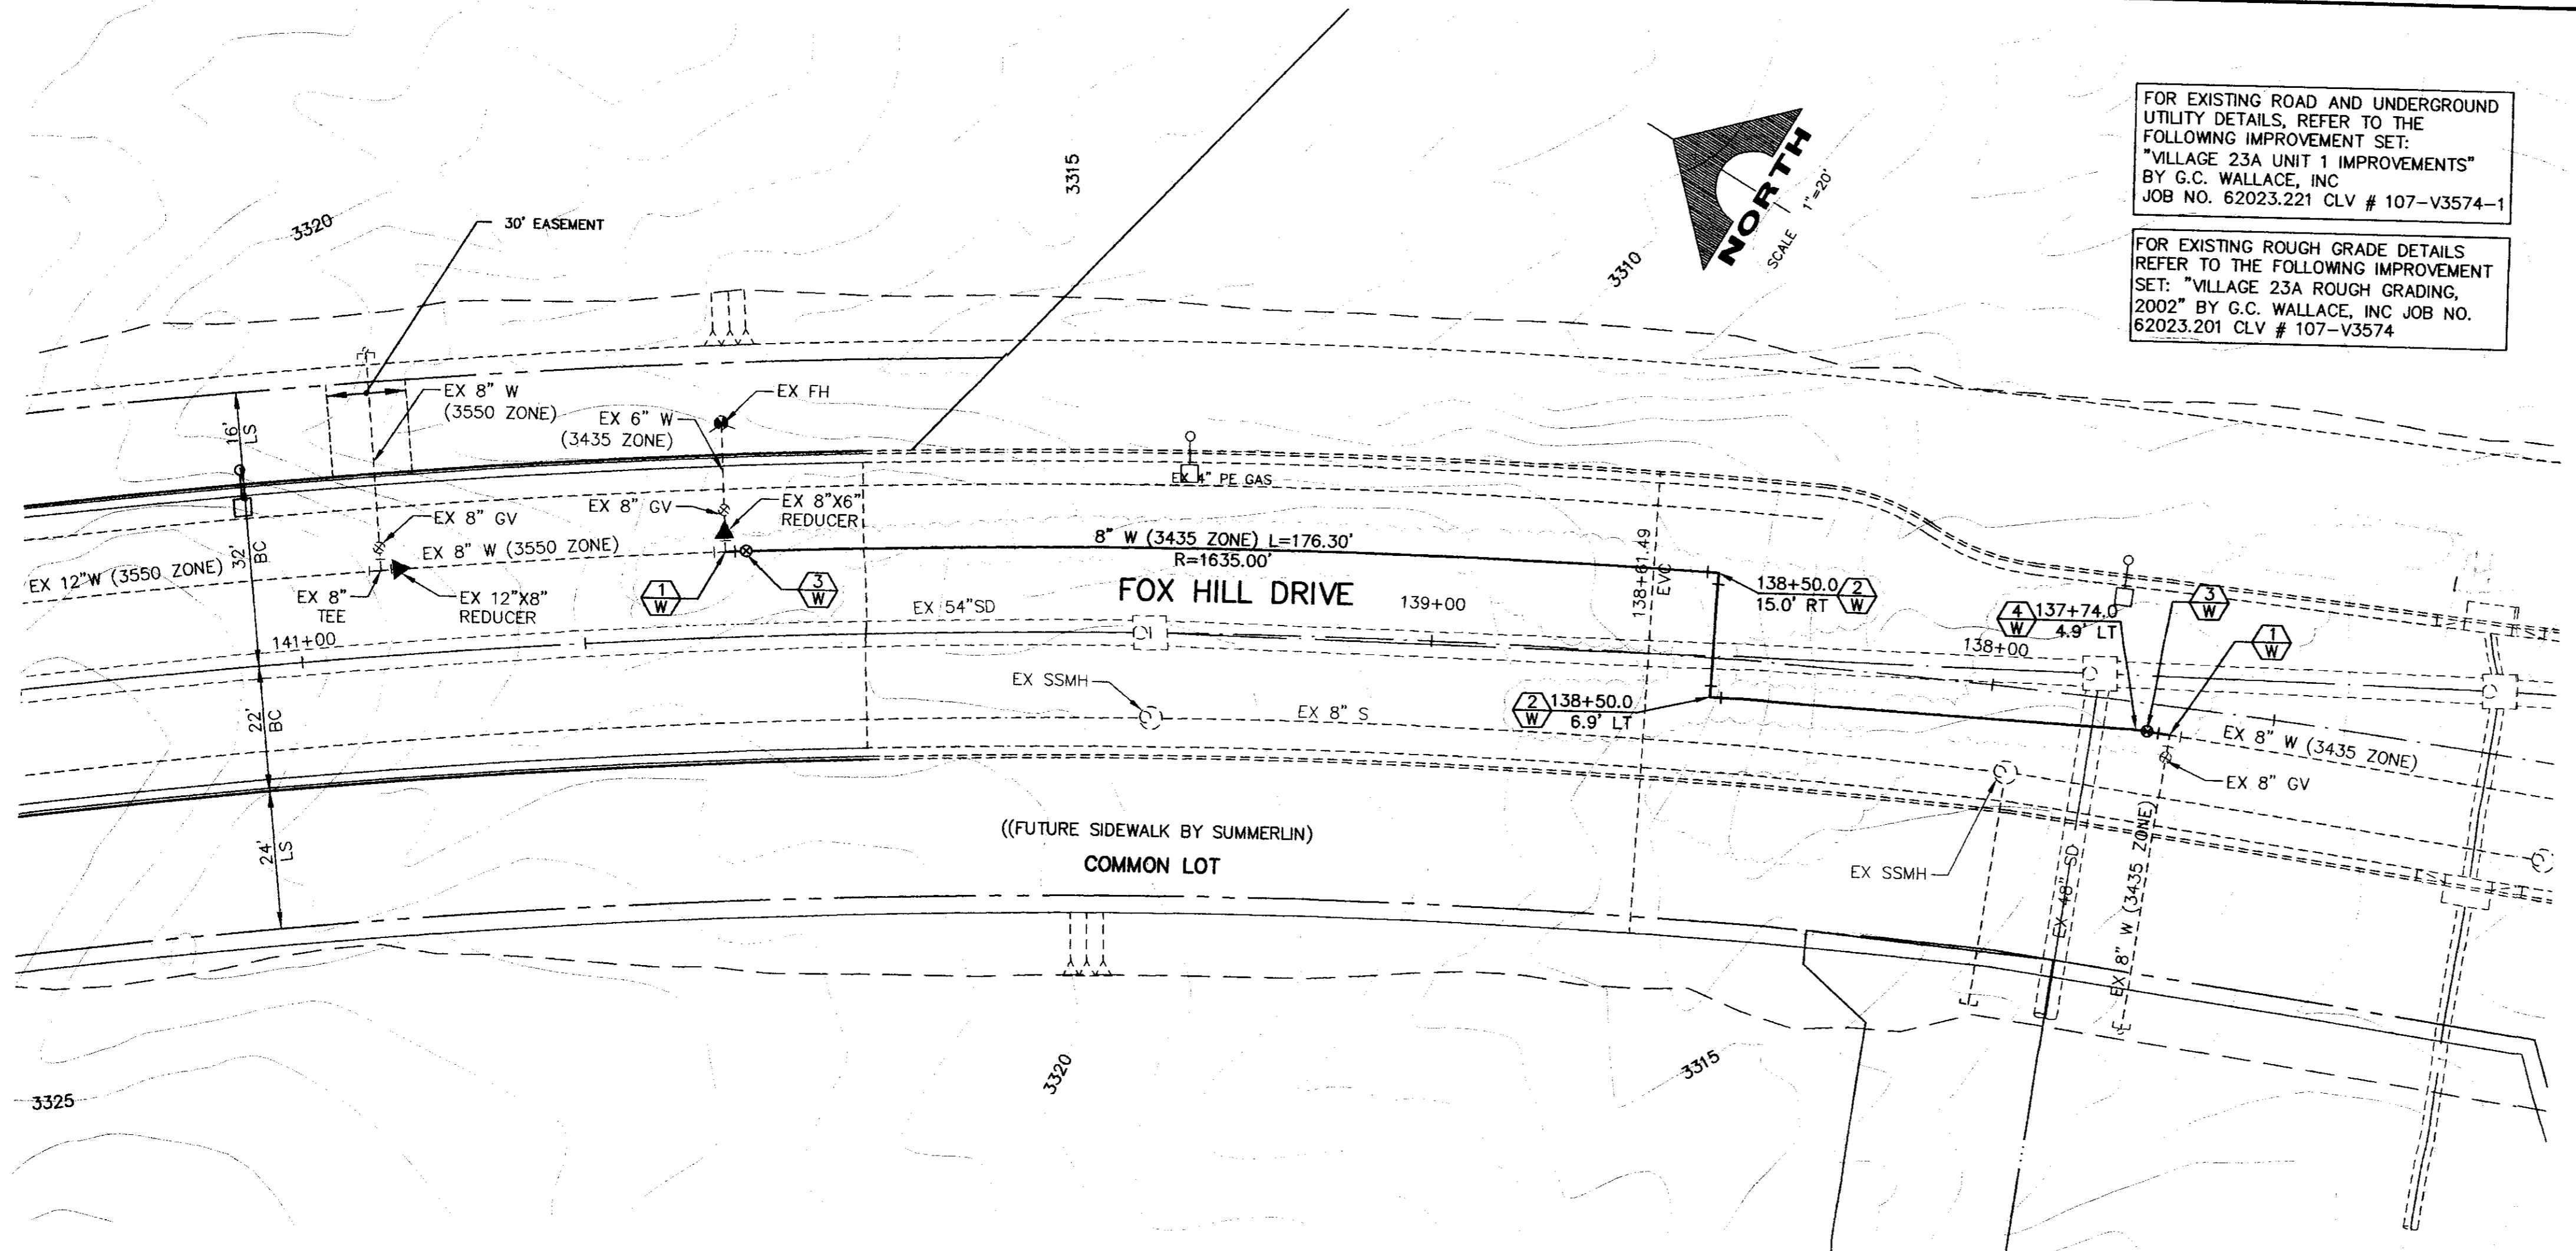 FOR EXISTING ROAD AND UNDERGROUND
UTILITY DETAILS, REFER TO THE
FOLLOWING IMPROVEMENT SET:
"VILLAGE 23A UNIT 1 IMPROVEMENTS"
BY G.C. WALLACE, INC
JOB NO. 62023.221 CLV # 107-V3574-1
FOR EXISTING ROUGH GRADE DETAILS
REFER TO THE FOLLOWING IMPROVEMENT
SET: "VILLAGE 23A ROUGH GRADING,
2002" BY G.C. WALLACE, INC JOB NO.
62023.201 CLV # 107-V3574
NORTH
SCALE 1"=20'
3315
3320
30' EASEMENT
3310
EX 8" W
(3550 ZONE)
EX 6" W
(3435 ZONE)
EX FH
16'
LS
EX 4" PE GAS
EX 8" GV
EX 8" GV
EX 8"X6"
REDUCER
EX 12"W (3550 ZONE)
32'
BC
EX 8" W (3550 ZONE)
8" W (3435 ZONE) L=176.30'
R=1635.00'
138+61.49
EVC
EX 8"
TEE
EX 12"X8"
REDUCER
1
W
3
W
FOX HILL DRIVE
EX 54"SD
139+00
138+50.0
15.0' RT
2
W
4
W
137+74.0
4.9' LT
3
W
1
W
141+00
138+00
22'
BC
EX SSMH
EX 8" S
2
W
138+50.0
6.9' LT
EX 8" W (3435 ZONE)
EX 8" GV
24'
LS
((FUTURE SIDEWALK BY SUMMERLIN)
COMMON LOT
EX SSMH
EX 48" SD
EX 8" W (3435 ZONE)
3325
3320
3315